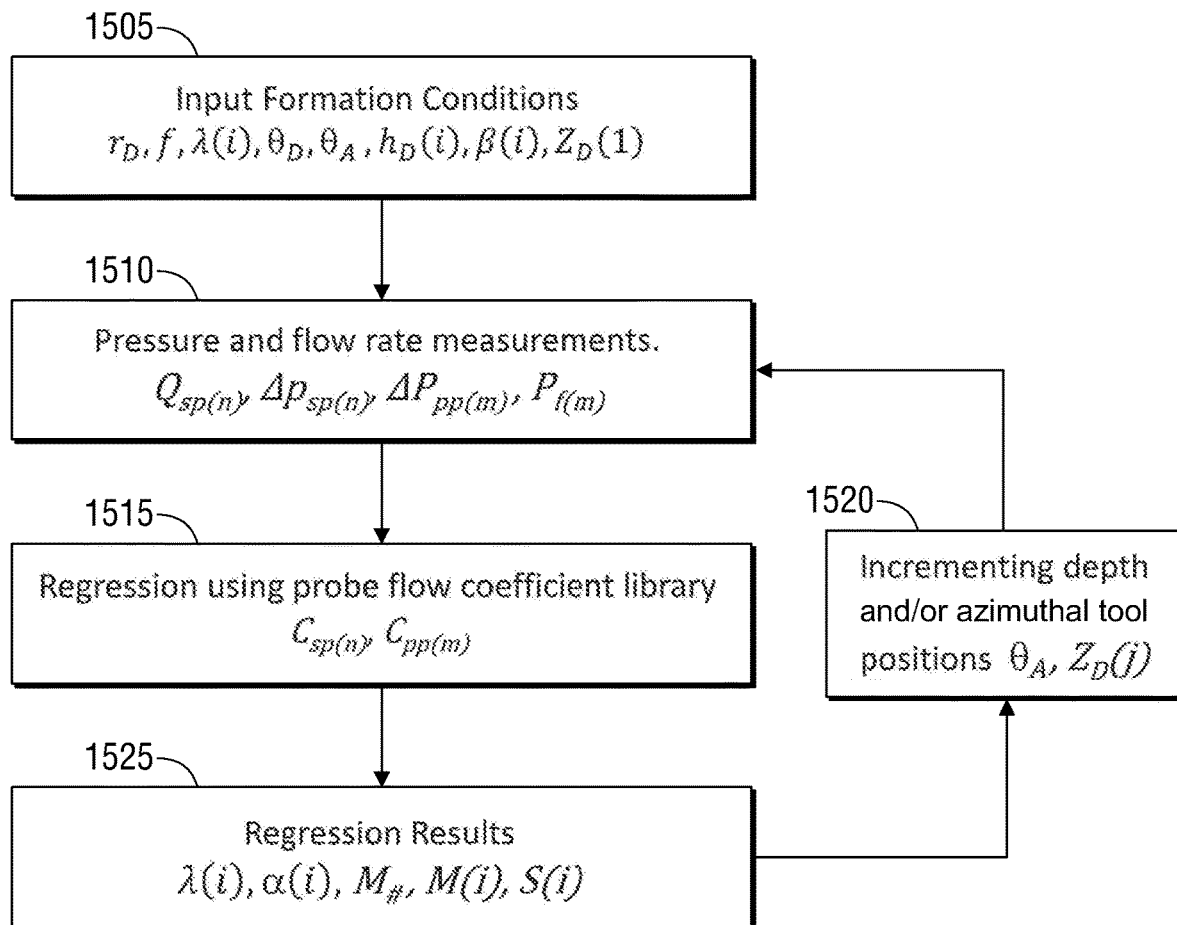 1505
Input Formation Conditions
r_D, f, λ(i), θ_D, θ_A, h_D(i), β(i), Z_D(1)
1510
Pressure and flow rate measurements.
Q_sp(n), Δp_sp(n), ΔP_pp(m), P_f(m)
1515
Regression using probe flow coefficient library
C_sp(n), C_pp(m)
1520
Incrementing depth
and/or azimuthal tool
positions θ_A, Z_D(j)
1525
Regression Results
λ(i), α(i), M_#, M(i), S(i)